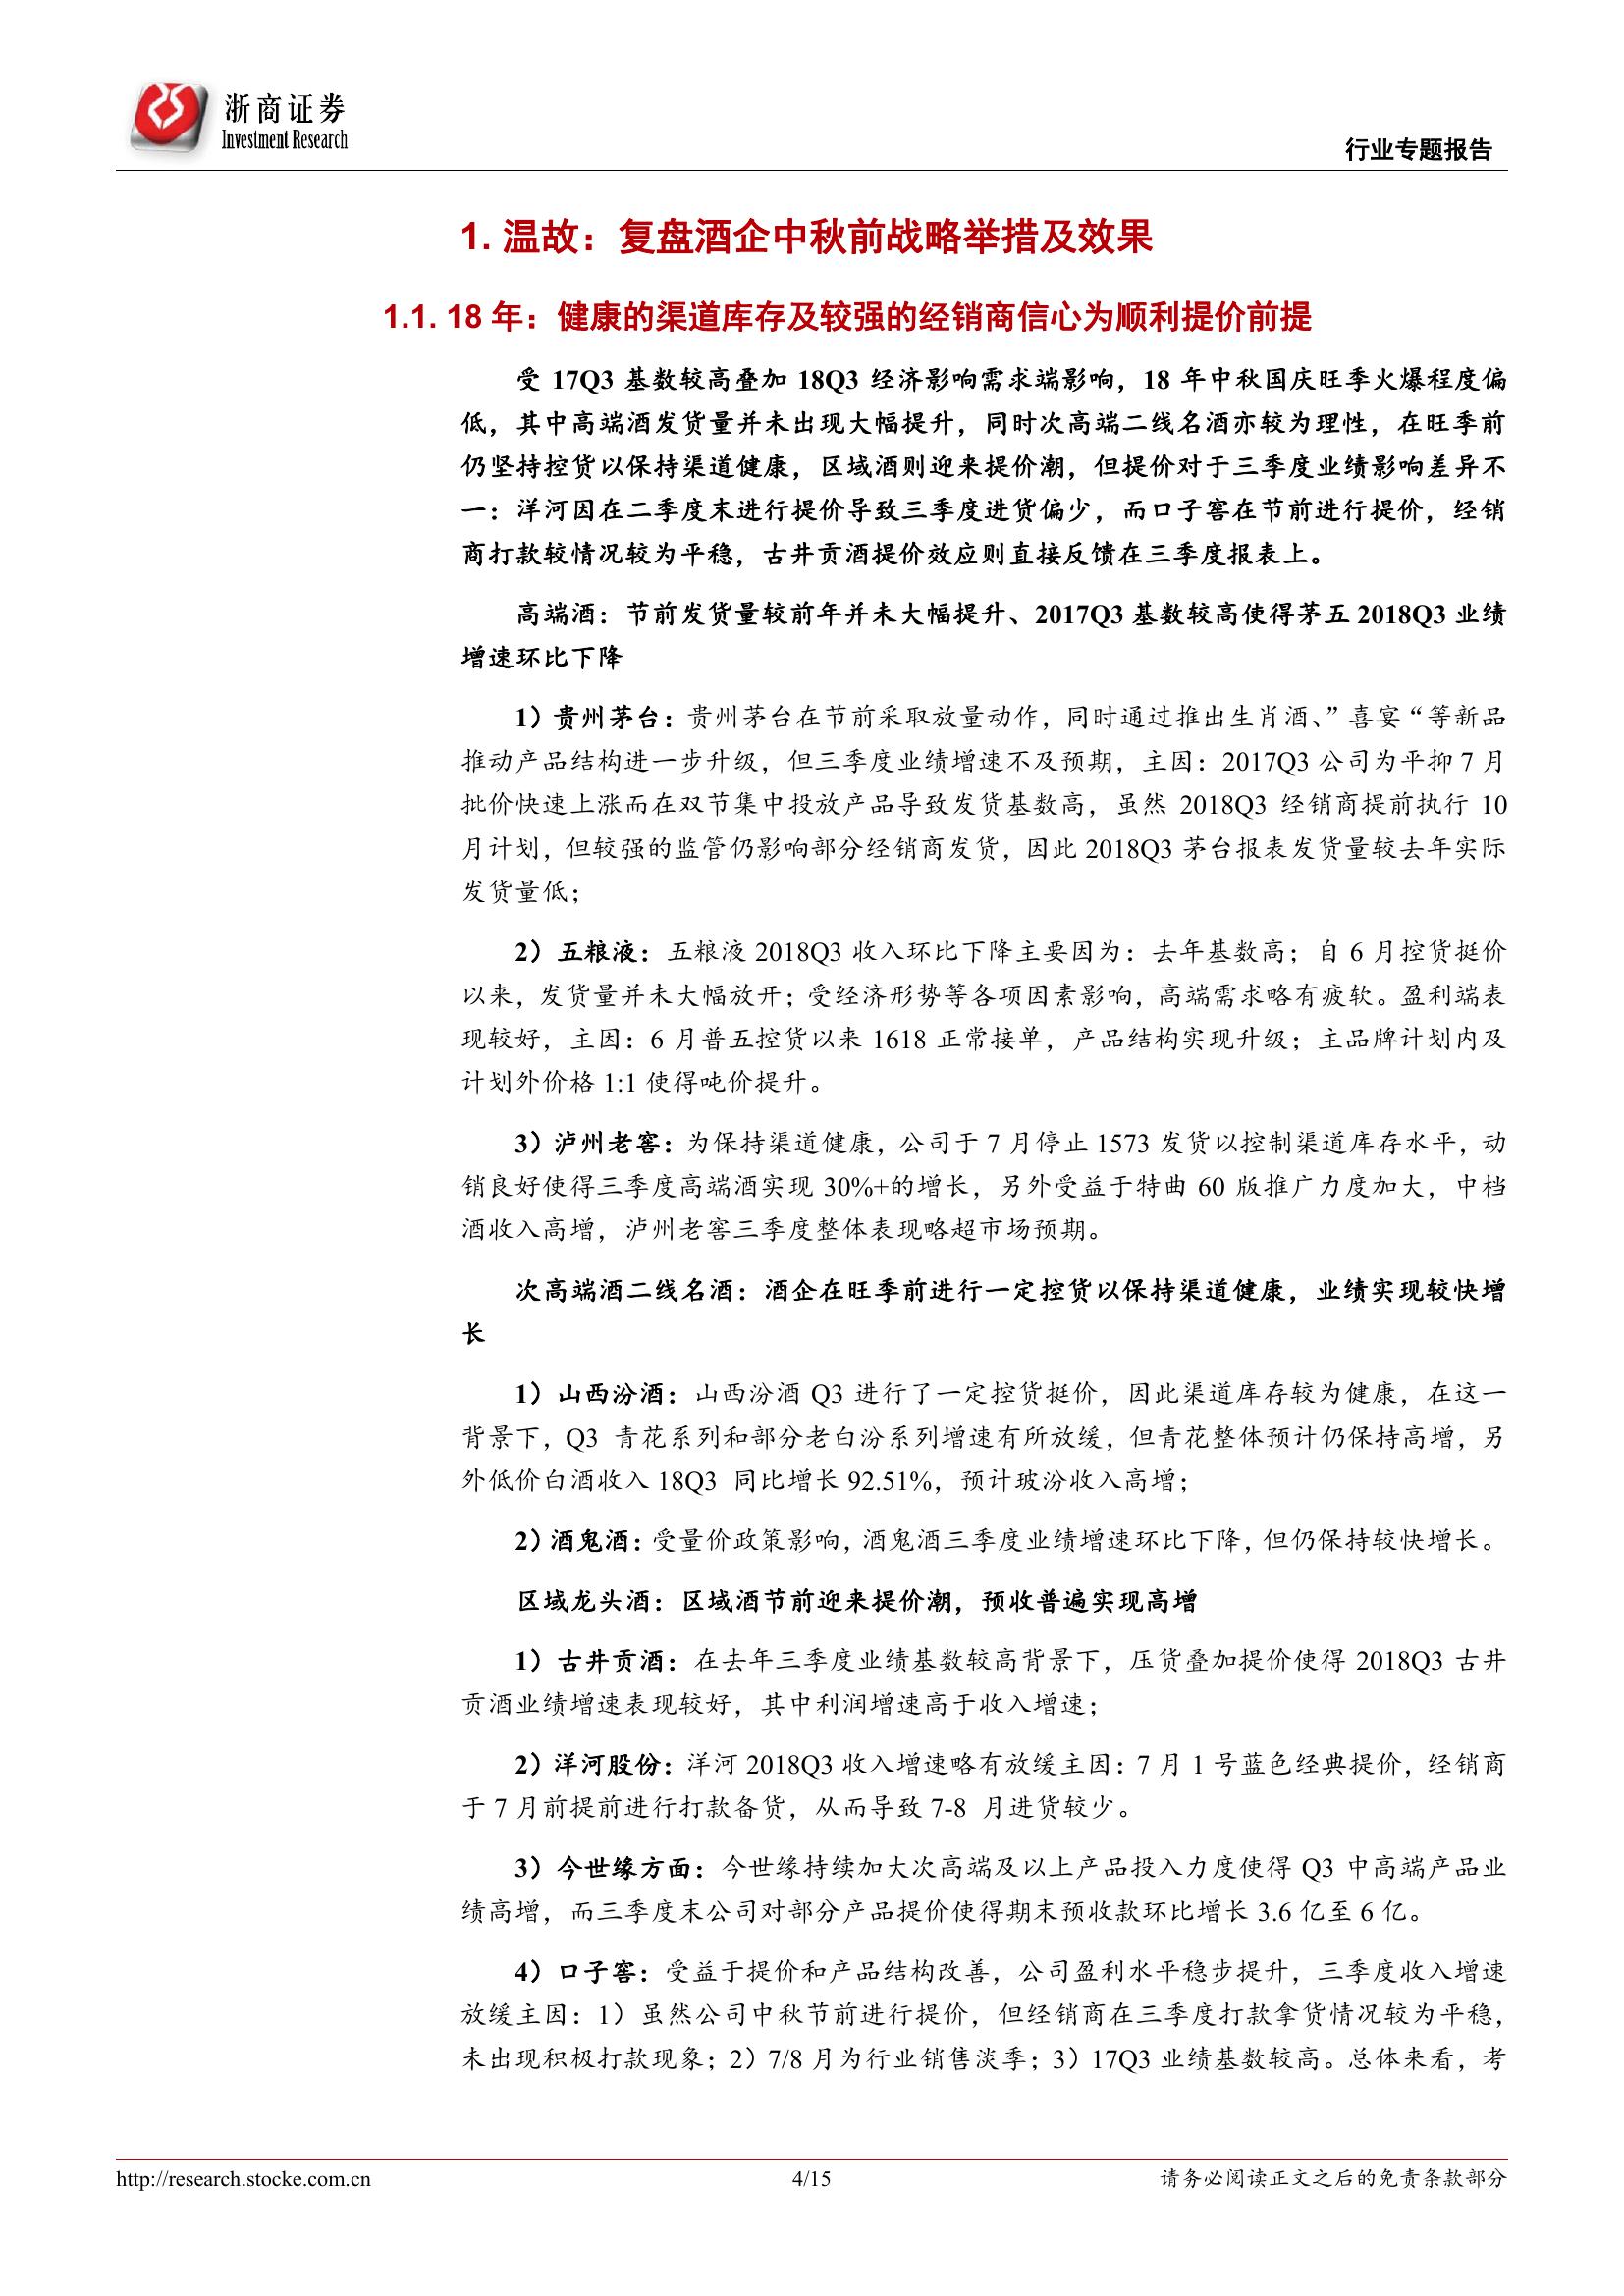 浙商证券
Investment Research
行业专题报告
1. 温故：复盘酒企中秋前战略举措及效果
1.1. 18 年：健康的渠道库存及较强的经销商信心为顺利提价前提
受 17Q3 基数较高叠加 18Q3 经济影响需求端影响，18 年中秋国庆旺季火爆程度偏
低，其中高端酒发货量并未出现大幅提升，同时次高端二线名酒亦较为理性，在旺季前
仍坚持控货以保持渠道健康，区域酒则迎来提价潮，但提价对于三季度业绩影响差异不
一：洋河因在二季度末进行提价导致三季度进货偏少，而口子窖在节前进行提价，经销
商打款较情况较为平稳，古井贡酒提价效应则直接反馈在三季度报表上。
高端酒：节前发货量较前年并未大幅提升、2017Q3 基数较高使得茅五 2018Q3 业绩
增速环比下降
1）贵州茅台：贵州茅台在节前采取放量动作，同时通过推出生肖酒、”喜宴“等新品
推动产品结构进一步升级，但三季度业绩增速不及预期，主因：2017Q3 公司为平抑 7 月
批价快速上涨而在双节集中投放产品导致发货基数高，虽然 2018Q3 经销商提前执行 10
月计划，但较强的监管仍影响部分经销商发货，因此 2018Q3 茅台报表发货量较去年实际
发货量低；
2）五粮液：五粮液 2018Q3 收入环比下降主要因为：去年基数高；自 6 月控货挺价
以来，发货量并未大幅放开；受经济形势等各项因素影响，高端需求略有疲软。盈利端表
现较好，主因：6 月普五控货以来 1618 正常接单，产品结构实现升级；主品牌计划内及
计划外价格 1:1 使得吨价提升。
3）泸州老窖：为保持渠道健康，公司于 7 月停止 1573 发货以控制渠道库存水平，动
销良好使得三季度高端酒实现 30%+的增长，另外受益于特曲 60 版推广力度加大，中档
酒收入高增，泸州老窖三季度整体表现略超市场预期。
次高端酒二线名酒：酒企在旺季前进行一定控货以保持渠道健康，业绩实现较快增
长
1）山西汾酒：山西汾酒 Q3 进行了一定控货挺价，因此渠道库存较为健康，在这一
背景下，Q3 青花系列和部分老白汾系列增速有所放缓，但青花整体预计仍保持高增，另
外低价白酒收入 18Q3 同比增长 92.51%，预计玻汾收入高增；
2）酒鬼酒：受量价政策影响，酒鬼酒三季度业绩增速环比下降，但仍保持较快增长。
区域龙头酒：区域酒节前迎来提价潮，预收普遍实现高增
1）古井贡酒：在去年三季度业绩基数较高背景下，压货叠加提价使得 2018Q3 古井
贡酒业绩增速表现较好，其中利润增速高于收入增速；
2）洋河股份：洋河 2018Q3 收入增速略有放缓主因：7 月 1 号蓝色经典提价，经销商
于 7 月前提前进行打款备货，从而导致 7-8 月进货较少。
3）今世缘方面：今世缘持续加大次高端及以上产品投入力度使得 Q3 中高端产品业
绩高增，而三季度末公司对部分产品提价使得期末预收款环比增长 3.6 亿至 6 亿。
4）口子窖：受益于提价和产品结构改善，公司盈利水平稳步提升，三季度收入增速
放缓主因：1）虽然公司中秋节前进行提价，但经销商在三季度打款拿货情况较为平稳，
未出现积极打款现象；2）7/8 月为行业销售淡季；3）17Q3 业绩基数较高。总体来看，考
http://research.stocke.com.cn
4/15
请务必阅读正文之后的免责条款部分